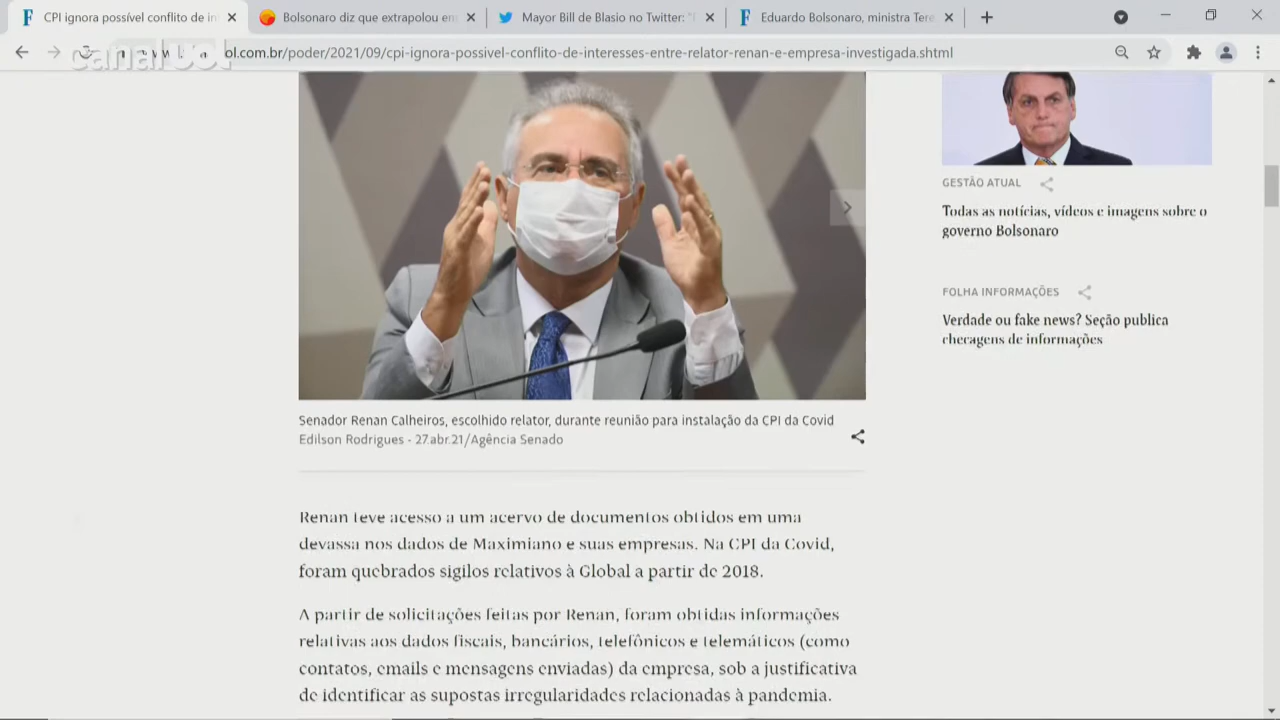 CPI ignora possível conflito de in
Bolsonaro diz que extrapolou em
Mayor Bill de Blasio no Twitter: "I
Eduardo Bolsonaro, ministra Tere
canal UOL
ol.com.br/poder/2021/09/cpi-ignora-possivel-conflito-de-interesses-entre-relator-renan-e-empresa-investigada.shtml
GESTÃO ATUAL
Todas as notícias, vídeos e imagens sobre o
governo Bolsonaro
FOLHA INFORMAÇÕES
Verdade ou fake news? Seção publica
checagens de informações
Senador Renan Calheiros, escolhido relator, durante reunião para instalação da CPI da Covid
Edilson Rodrigues - 27.abr.21/Agência Senado
Renan teve acesso a um acervo de documentos obtidos em uma
devassa nos dados de Maximiano e suas empresas. Na CPI da Covid,
foram quebrados sigilos relativos à Global a partir de 2018.
A partir de solicitações feitas por Renan, foram obtidas informações
relativas aos dados fiscais, bancários, telefônicos e telemáticos (como
contatos, emails e mensagens enviadas) da empresa, sob a justificativa
de identificar as supostas irregularidades relacionadas à pandemia.